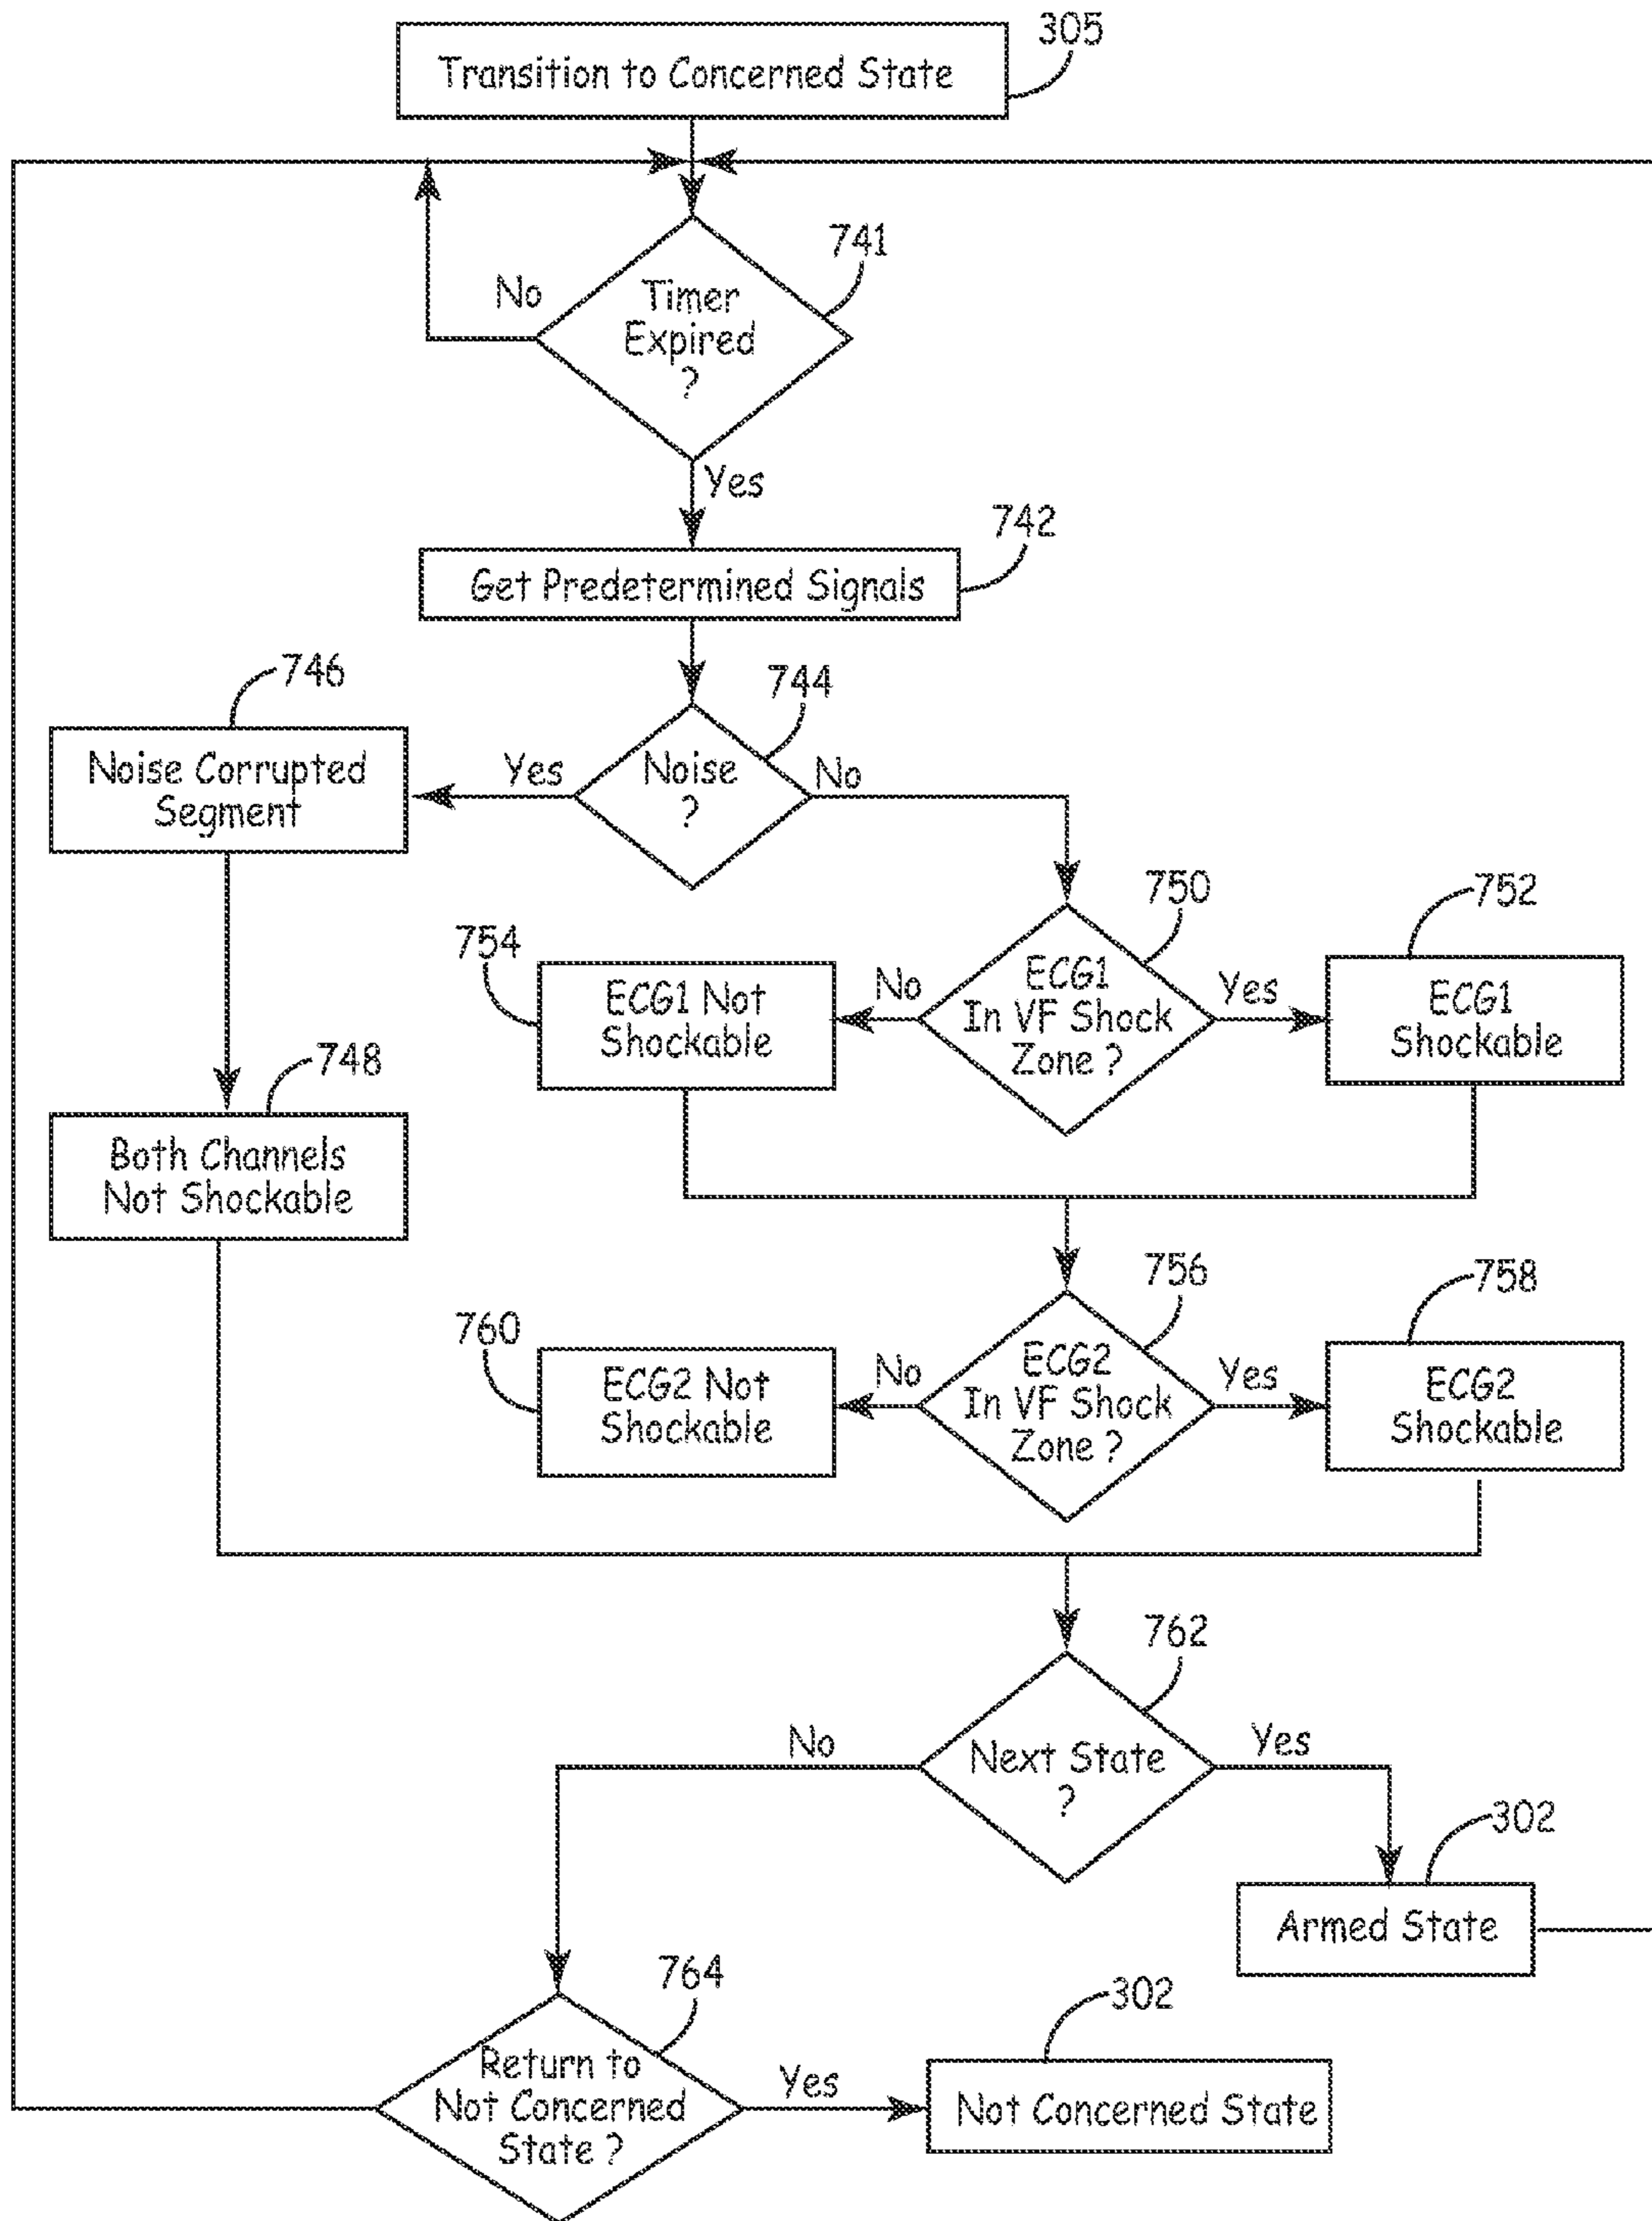 305
Transition to Concerned State
741
No
Timer
Expired
?
Yes
742
Get Predetermined Signals
746
744
Noise Corrupted
Segment
Yes
Noise
?
No
750
752
754
ECG1 Not
Shockable
No
ECG1
In VF Shock
Zone ?
Yes
ECG1
Shockable
748
Both Channels
Not Shockable
756
758
760
ECG2 Not
Shockable
No
ECG2
In VF Shock
Zone ?
Yes
ECG2
Shockable
762
No
Next State
?
Yes
302
Armed State
764
302
Return to
Not Concerned
State ?
Yes
Not Concerned State